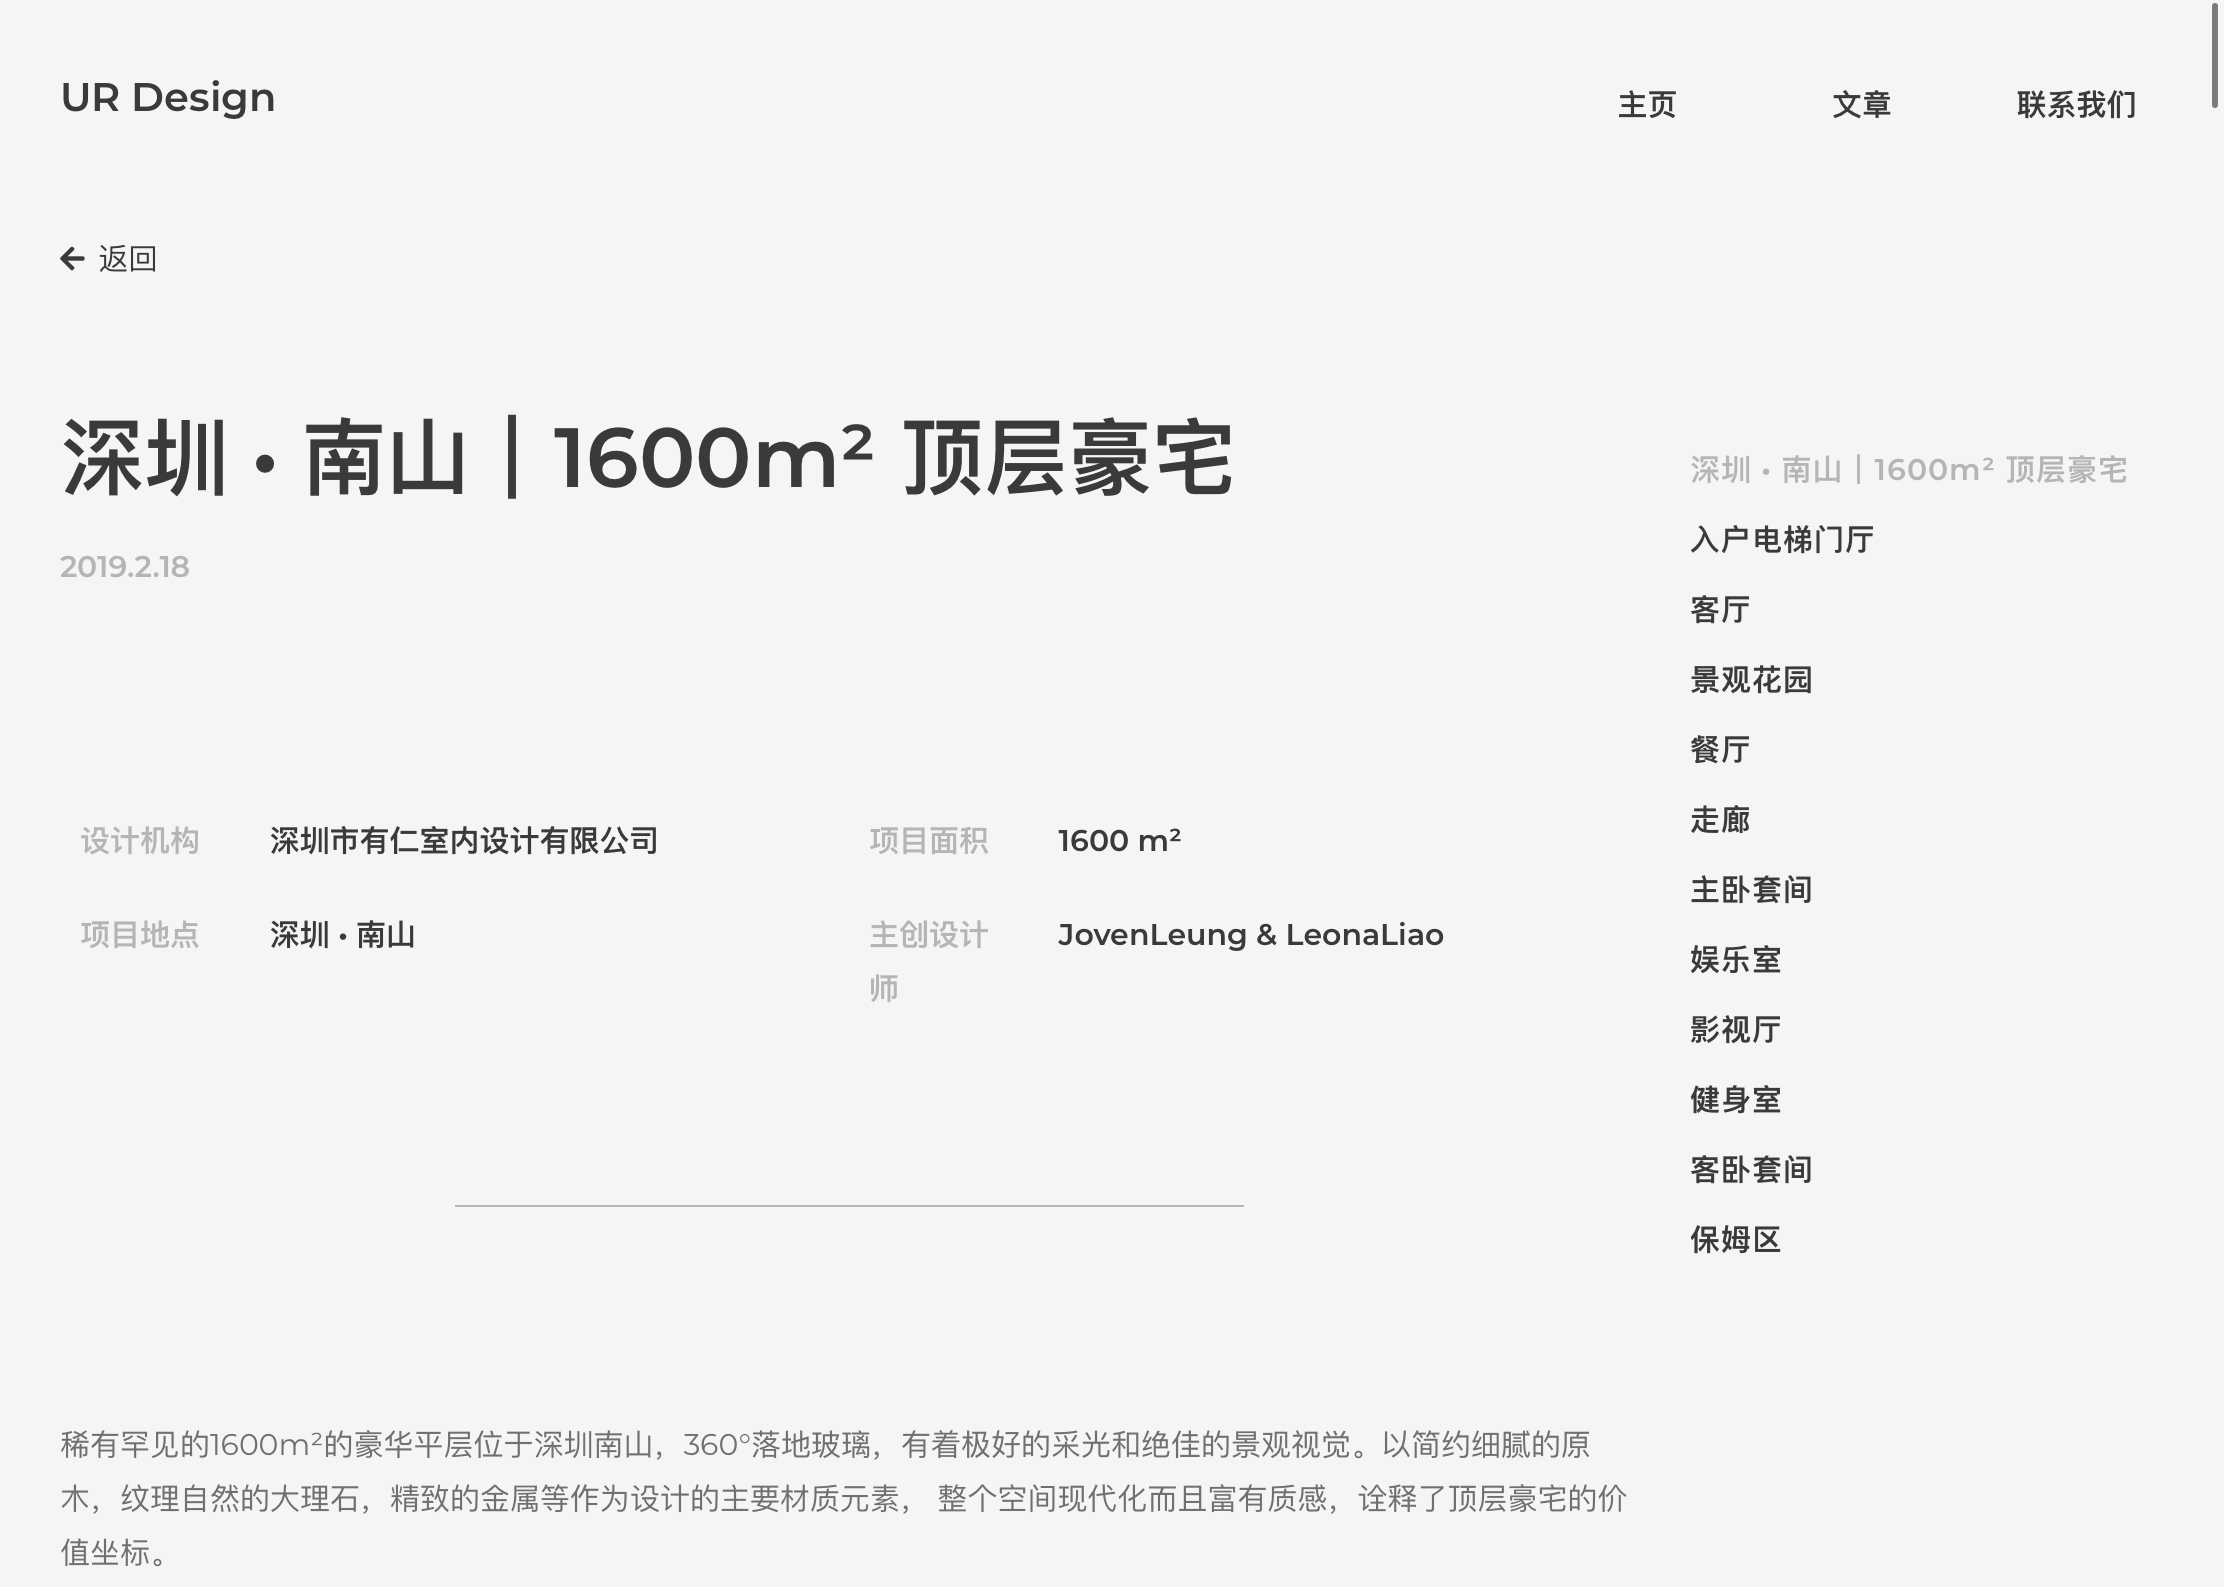 UR Design
主页
文章
联系我们
返回
深圳 · 南山｜1600m² 顶层豪宅
2019.2.18
设计机构
深圳市有仁室内设计有限公司
项目面积
1600 m²
项目地点
深圳 · 南山
主创设计
师
JovenLeung & LeonaLiao
深圳 · 南山｜1600m² 顶层豪宅
入户电梯门厅
客厅
景观花园
餐厅
走廊
主卧套间
娱乐室
影视厅
健身室
客卧套间
保姆区
稀有罕见的1600m²的豪华平层位于深圳南山，360°落地玻璃，有着极好的采光和绝佳的景观视觉。以简约细腻的原
木，纹理自然的大理石，精致的金属等作为设计的主要材质元素， 整个空间现代化而且富有质感，诠释了顶层豪宅的价
值坐标。